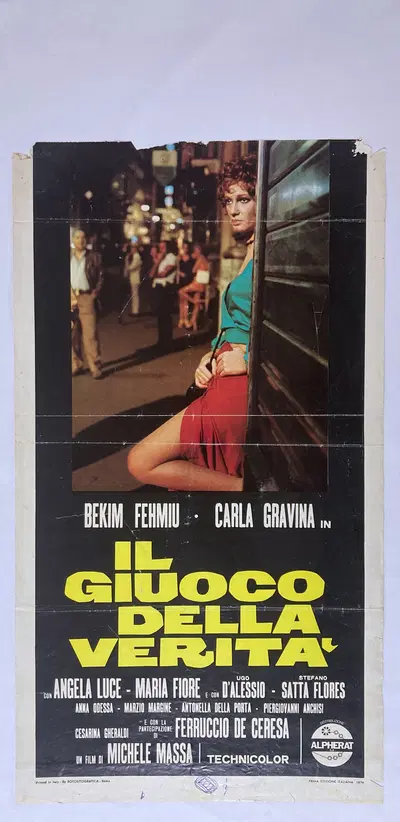 BEKIM FEHMIU · CARLA GRAVINA IN
IL
GIUOCO
DELLA
VERITA'
CON ANGELA LUCE - MARIA FIORE E CON UGO D'ALESSIO - STEFANO SATTA FLORES
ANNA ODESSA - MARZIO MARGINE - ANTONELLA DELLA PORTA - PIERGIOVANNI ANCHISI
CESARINA GHERALDI E CON LA PARTECIPAZIONE DI FERRUCCIO DE CERESA
UN FILM DI MICHELE MASSA TECHNICOLOR
ALPHERAT